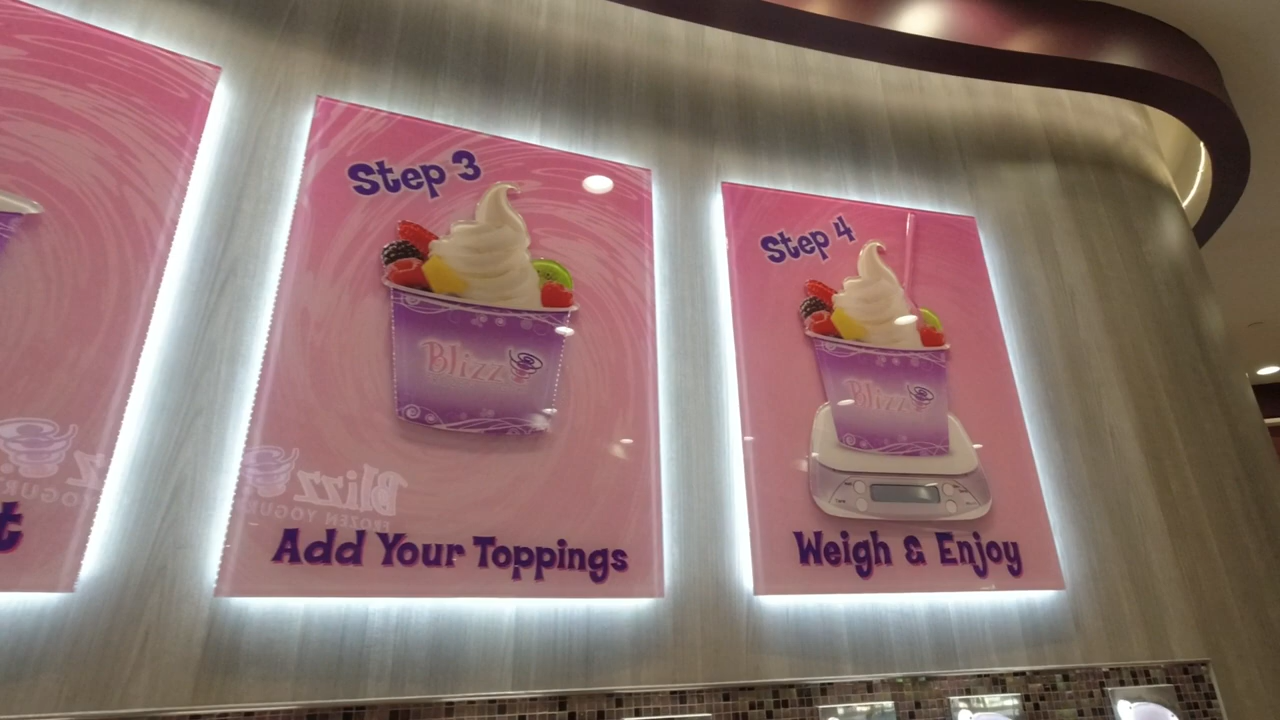 Step 3
Blizz
Blizz
FROZEN YOGURT
Add Your Toppings
Step 4
Blizz
Weigh & Enjoy